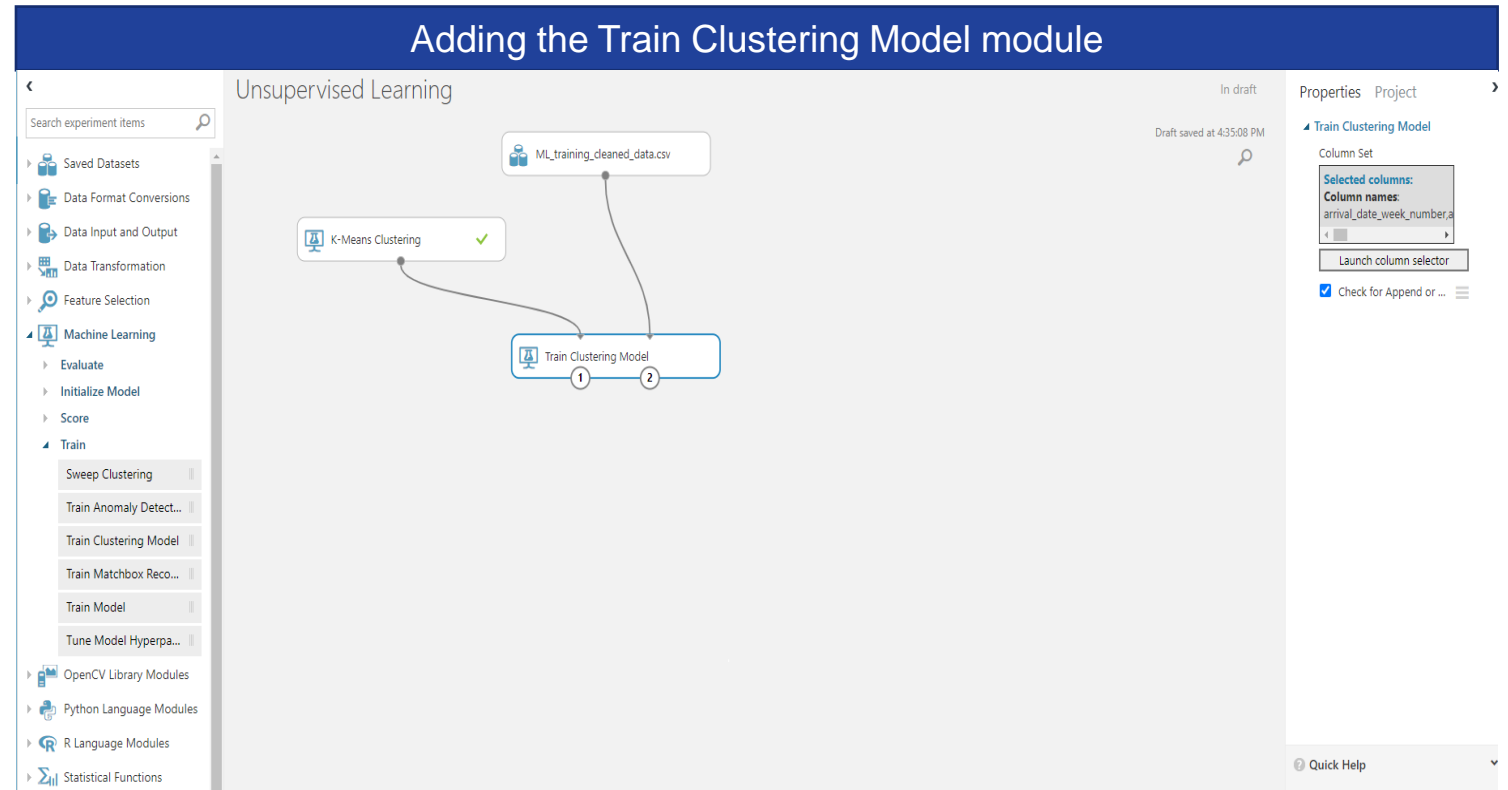 Adding the Train Clustering Model module
Search experiment items
Saved Datasets
Data Format Conversions
Data Input and Output
Data Transformation
Feature Selection
Machine Learning
Evaluate
Initialize Model
Score
Train
Sweep Clustering
Train Anomaly Detect...
Train Clustering Model
Train Matchbox Reco...
Train Model
Tune Model Hyperpa...
OpenCV Library Modules
Python Language Modules
R Language Modules
Statistical Functions
Unsupervised Learning
In draft
Draft saved at 4:35:08 PM
ML_training_cleaned_data.csv
K-Means Clustering
Train Clustering Model
1
2
Properties Project
Train Clustering Model
Column Set
Selected columns:
Column names:
arrival_date_week_number,a
Launch column selector
Check for Append or ...
Quick Help